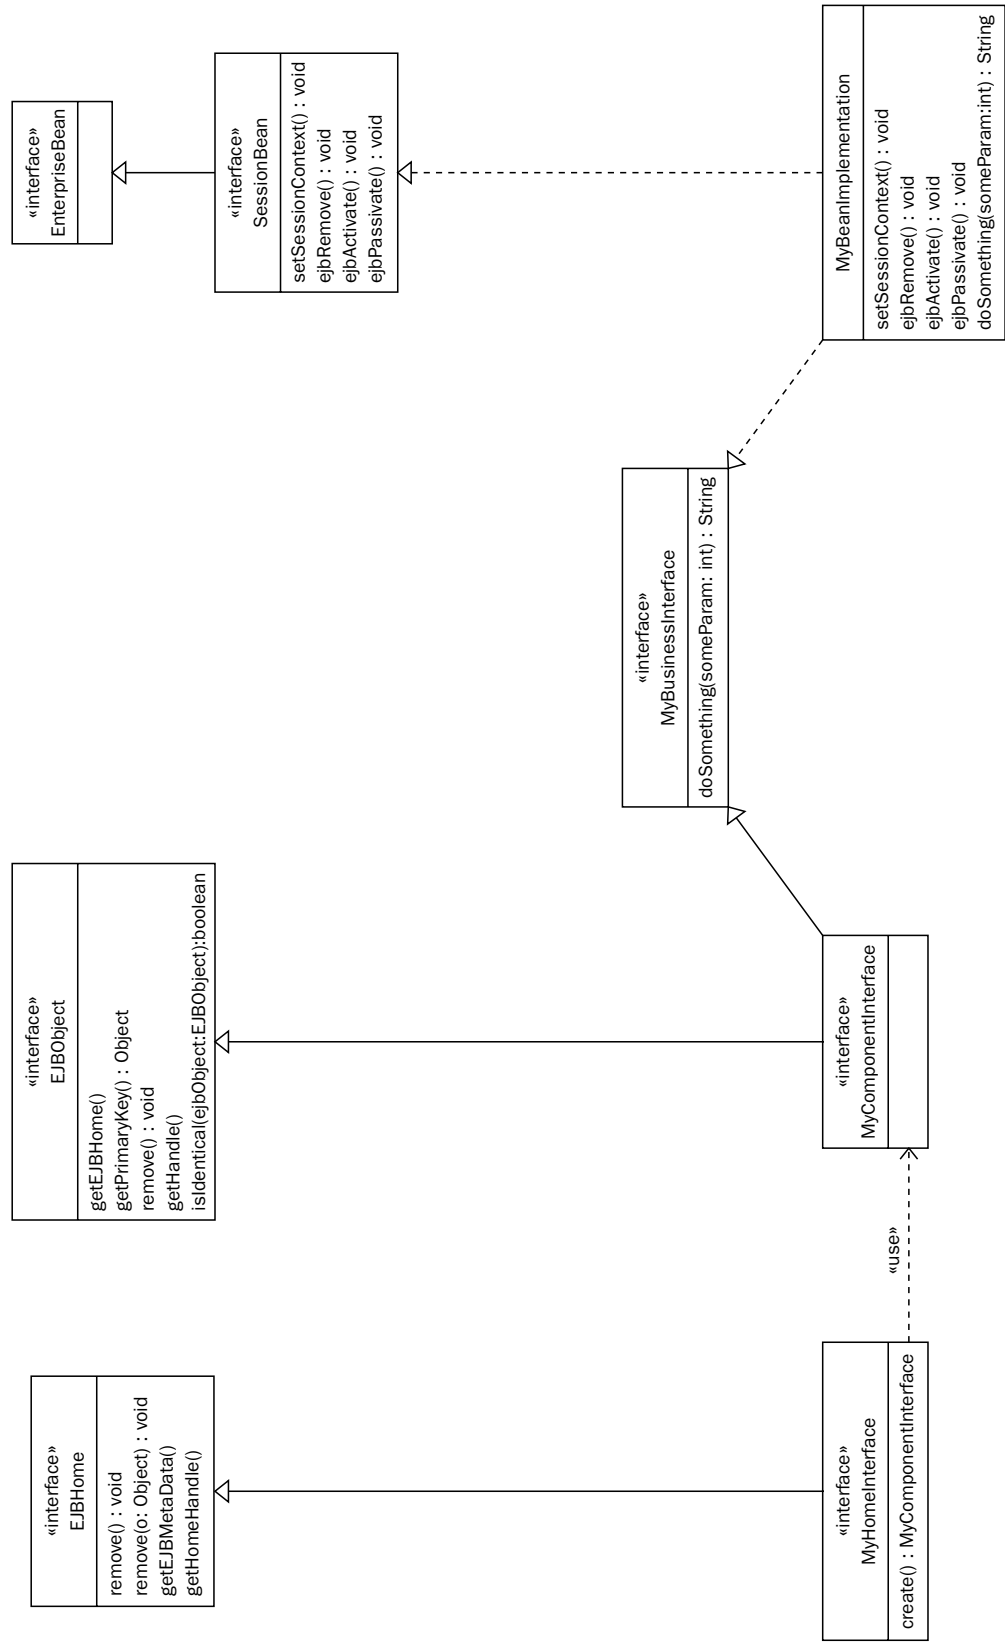 «interface»
EJBHome
remove() : void
remove(o: Object) : void
getEJBMetaData()
getHomeHandle()
«interface»
EJBObject
getEJBHome()
getPrimaryKey() : Object
remove() : void
getHandle()
isIdentical(ejbObject:EJBObject):boolean
«interface»
EnterpriseBean
«interface»
SessionBean
setSessionContext() : void
ejbRemove() : void
ejbActivate() : void
ejbPassivate() : void
«interface»
MyBusinessInterface
doSomething(someParam: int) : String
«interface»
MyHomeInterface
create() : MyComponentInterface
«use»
«interface»
MyComponentInterface
MyBeanImplementation
setSessionContext() : void
ejbRemove() : void
ejbActivate() : void
ejbPassivate() : void
doSomething(someParam:int) : String